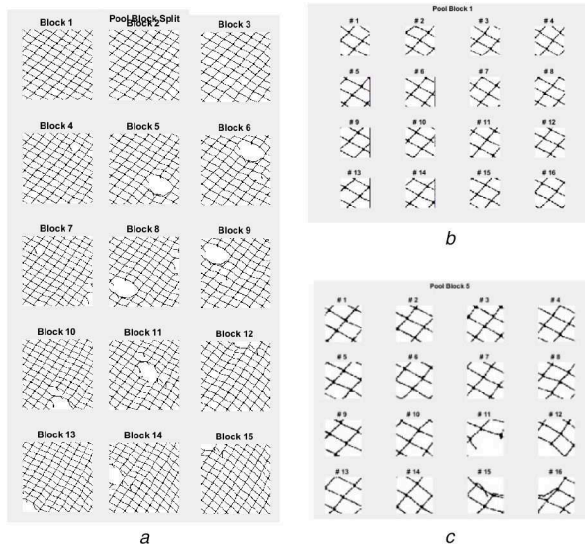 Pool Block Split
Block 1 Block 2 Block 3
Block 4 Block 5 Block 6
Block 7 Block 8 Block 9
Block 10 Block 11 Block 12
Block 13 Block 14 Block 15
a
Pool Block 1
# 1 # 2 # 3 # 4
# 5 # 6 # 7 # 8
# 9 # 10 # 11 # 12
# 13 # 14 # 15 # 16
b
Pool Block 5
# 1 # 2 # 3 # 4
# 5 # 6 # 7 # 8
# 9 # 10 # 11 # 12
# 13 # 14 # 15 # 16
c